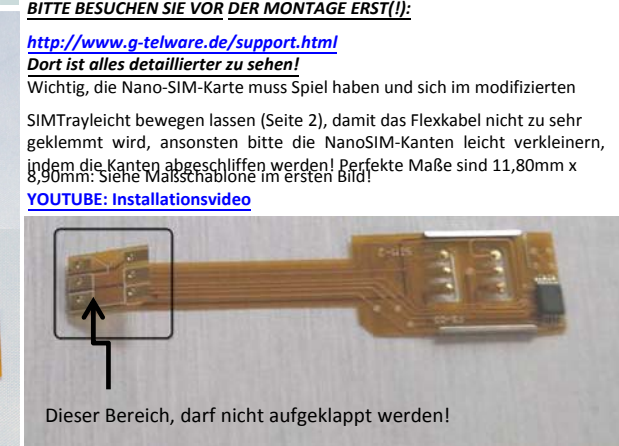 BITTE BESUCHEN SIE VOR DER MONTAGE ERST(!):
http://www.g-telware.de/support.html
Dort ist alles detaillierter zu sehen!
Wichtig, die Nano-SIM-Karte muss Spiel haben und sich im modifizierten
SIMTrayleicht bewegen lassen (Seite 2), damit das Flexkabel nicht zu sehr
geklemmt wird, ansonsten bitte die NanoSIM-Kanten leicht verkleinern,
indem die Kanten abgeschliffen werden! Perfekte Maße sind 11,80mm x
8,90mm: Siehe Maßschablone im ersten Bild!
YOUTUBE: Installationsvideo
Dieser Bereich, darf nicht aufgeklappt werden!